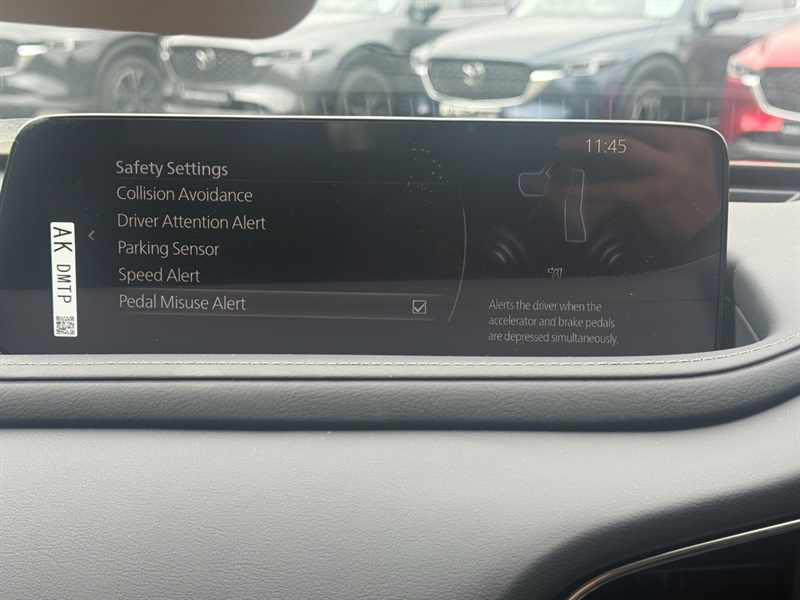 11:45
Safety Settings
Collision Avoidance
Driver Attention Alert
Parking Sensor
Speed Alert
Pedal Misuse Alert
Alerts the driver when the
accelerator and brake pedals
are depressed simultaneously.
AK DMTP